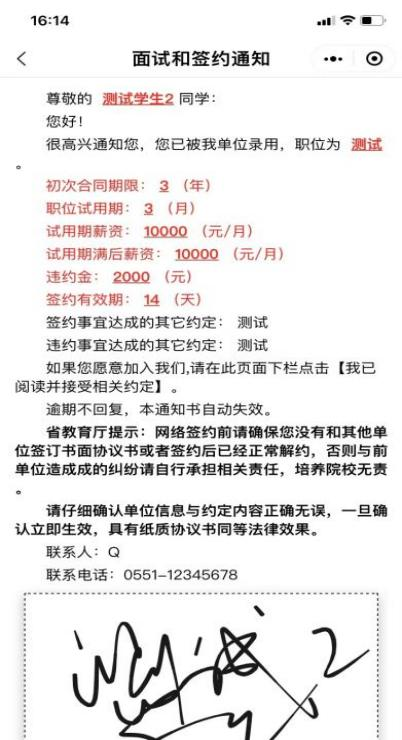 16:14
面试和签约通知
尊敬的 测试学生2 同学：
您好！
很高兴通知您，您已被我单位录用，职位为 测试
。
初次合同期限： 3 （年）
职位试用期： 3 （月）
试用期薪资： 10000 （元/月）
试用期满后薪资： 10000 （元/月）
违约金： 2000 （元）
签约有效期： 14 （天）
签约事宜达成的其它约定： 测试
违约事宜达成的其它约定： 测试
如果您愿意加入我们,请在此页面下栏点击【我已
阅读并接受相关约定】。
逾期不回复，本通知书自动失效。
省教育厅提示：网络签约前请确保您没有和其他单
位签订书面协议书或者签约后已经正常解约，否则与前
单位造成成的纠纷请自行承担相关责任，培养院校无责
。
请仔细确认单位信息与约定内容正确无误，一旦确
认立即生效，具有纸质协议书同等法律效果。
联系人：Q
联系电话：0551-12345678